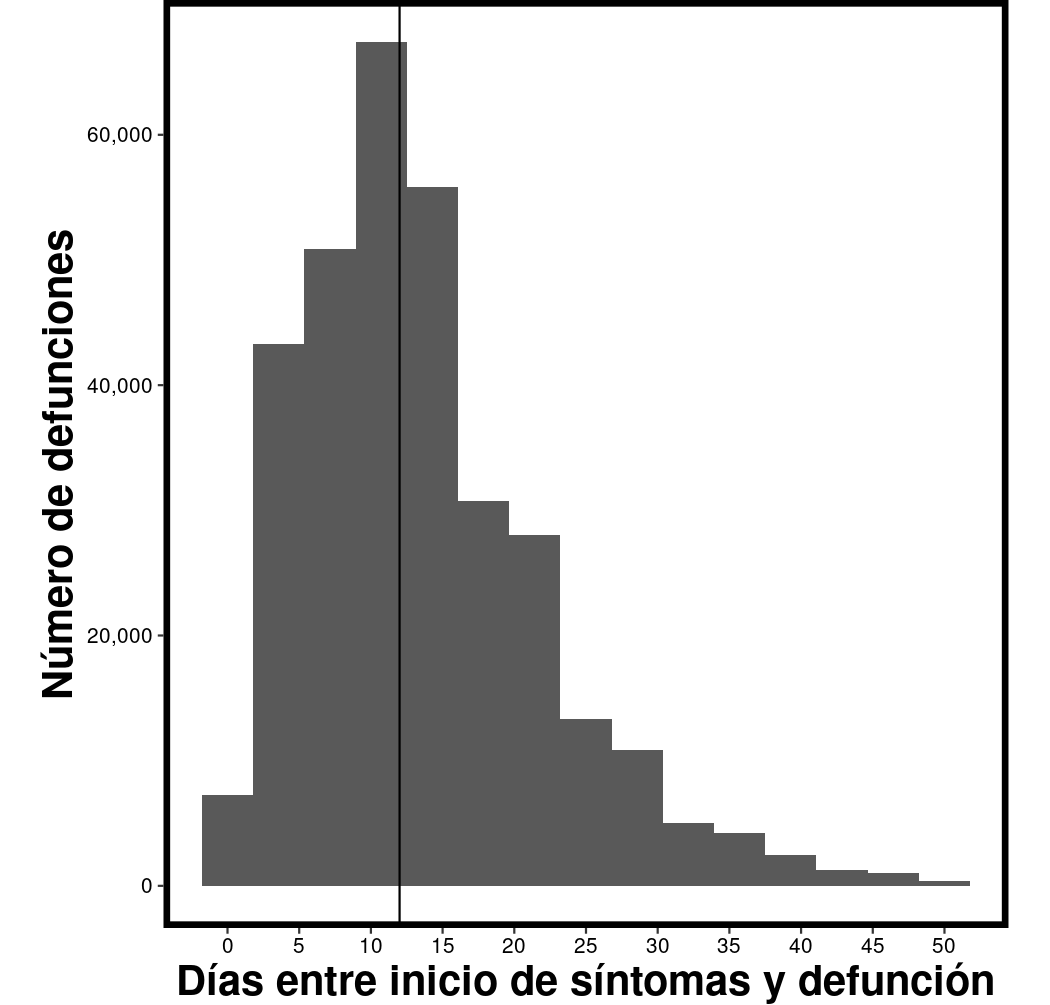 Número de defunciones
60,000
40,000
20,000
0
0 5 10 15 20 25 30 35 40 45 50
Días entre inicio de síntomas y defunción